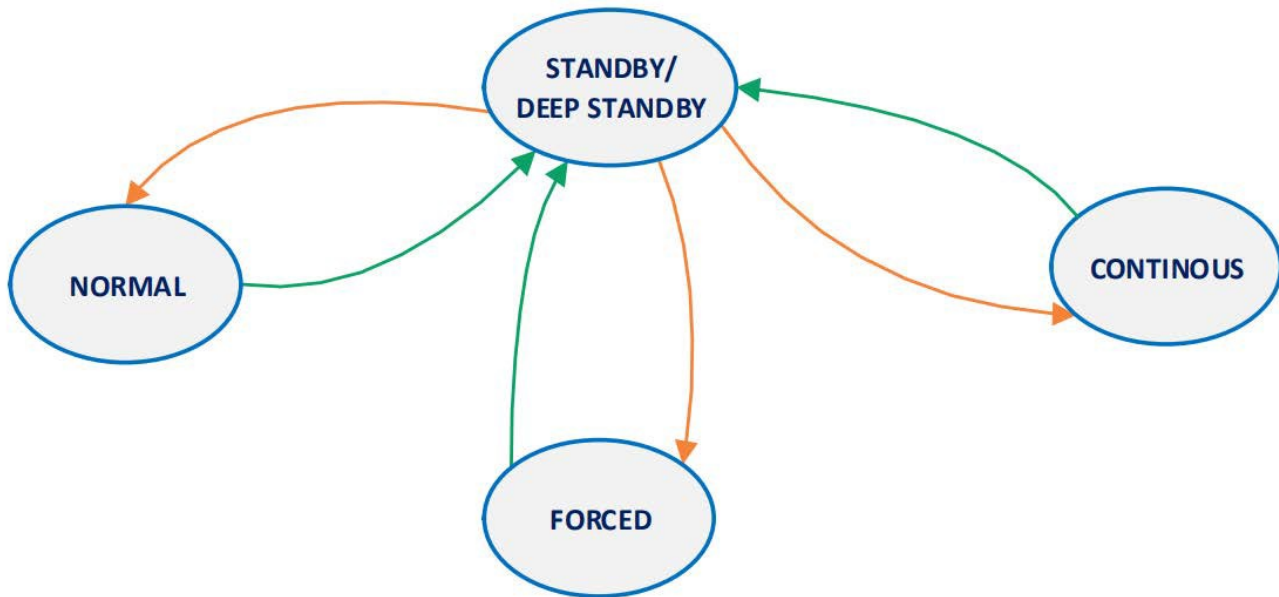 STANDBY/
DEEP STANDBY
NORMAL
CONTINOUS
FORCED